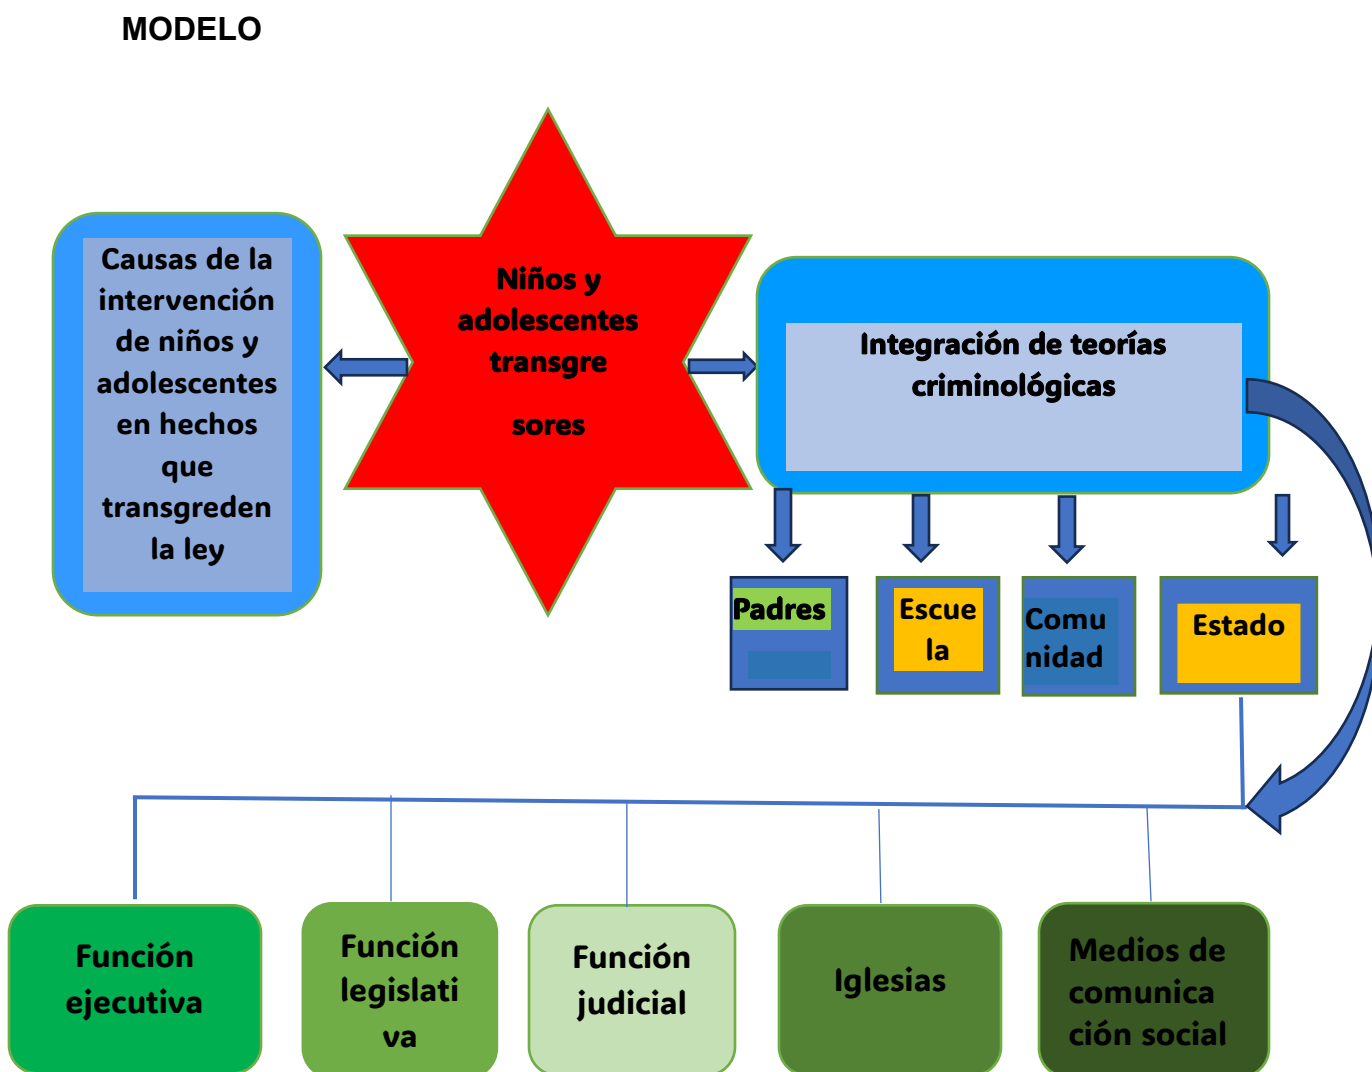 MODELO
Causas de la
intervención
de niños y
adolescentes
en hechos
que
transgreden
la ley
Niños y
adolescentes
transgre
sores
Integración de teorías
criminológicas
Padres
Escue
la
Comu
nidad
Estado
Función
ejecutiva
Función
legislati
va
Función
judicial
Iglesias
Medios de
comunica
ción social